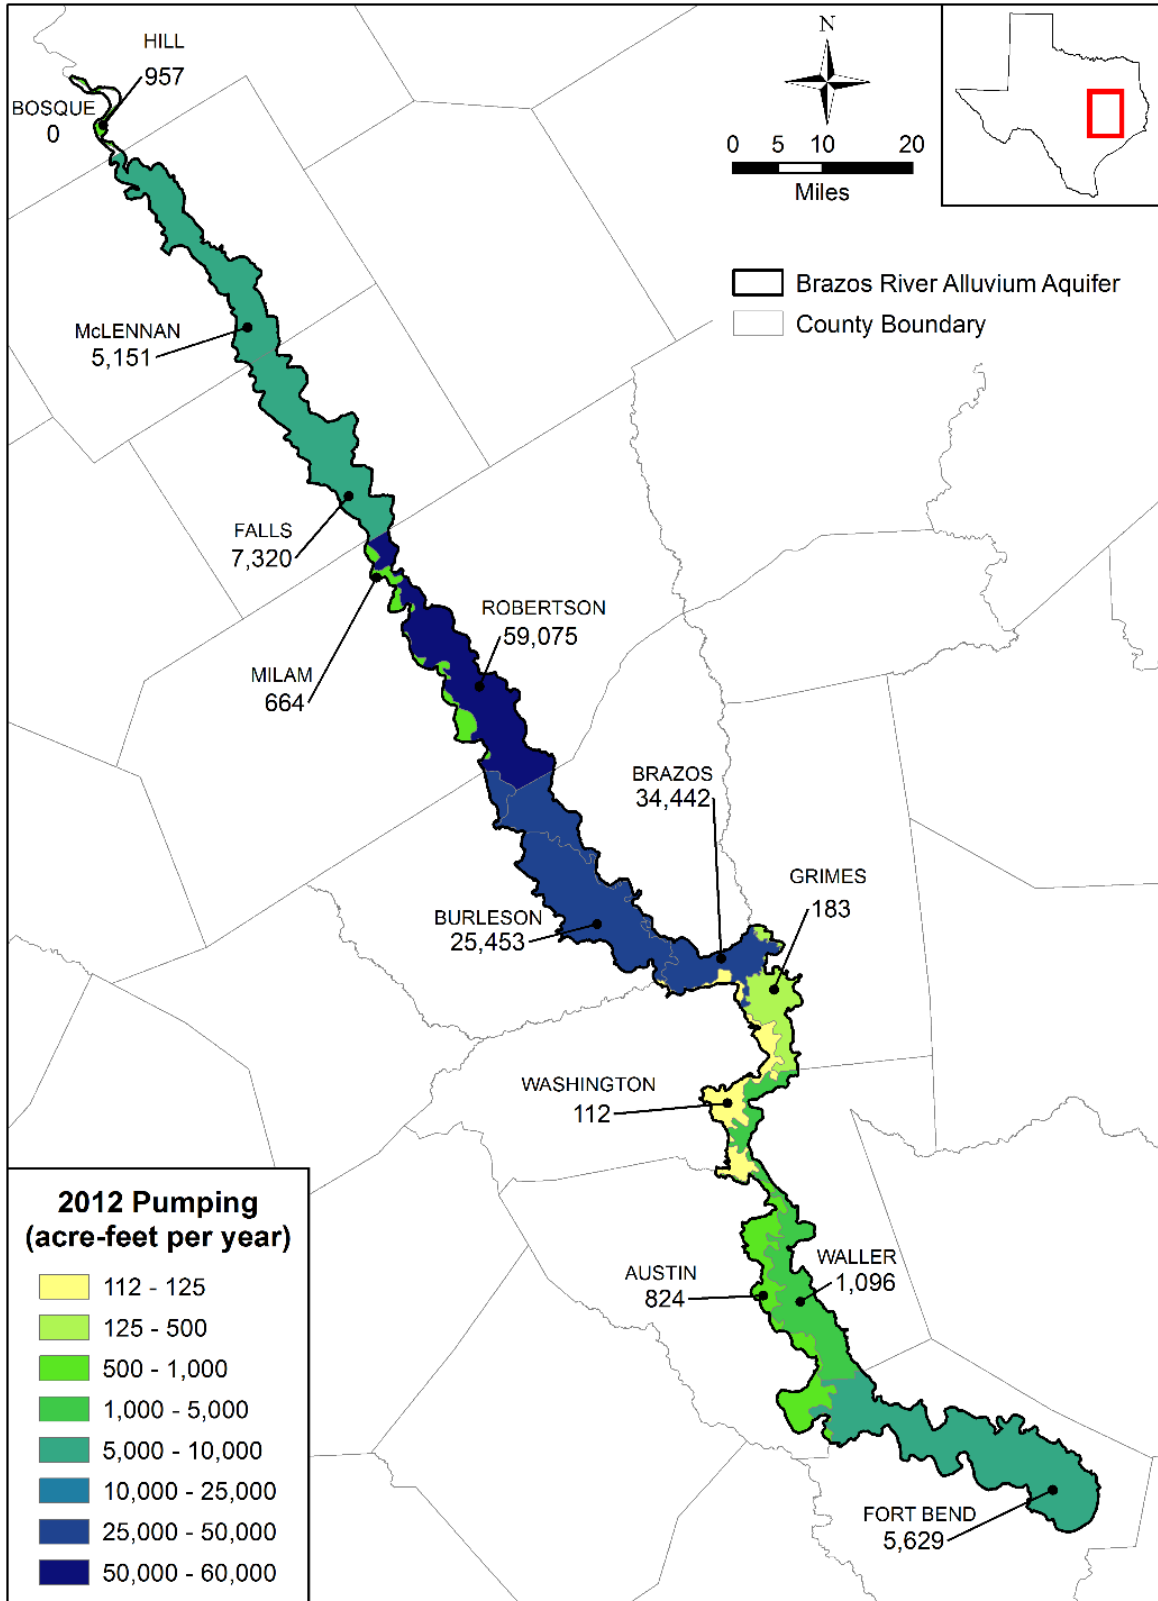 HILL
957
BOSQUE
0
N
0 5 10 20
Miles
Brazos River Alluvium Aquifer
County Boundary
McLENNAN
5,151
FALLS
7,320
ROBERTSON
59,075
MILAM
664
BRAZOS
34,442
GRIMES
183
BURLESON
25,453
WASHINGTON
112
WALLER
1,096
AUSTIN
824
FORT BEND
5,629
2012 Pumping
(acre-feet per year)
112 - 125
125 - 500
500 - 1,000
1,000 - 5,000
5,000 - 10,000
10,000 - 25,000
25,000 - 50,000
50,000 - 60,000